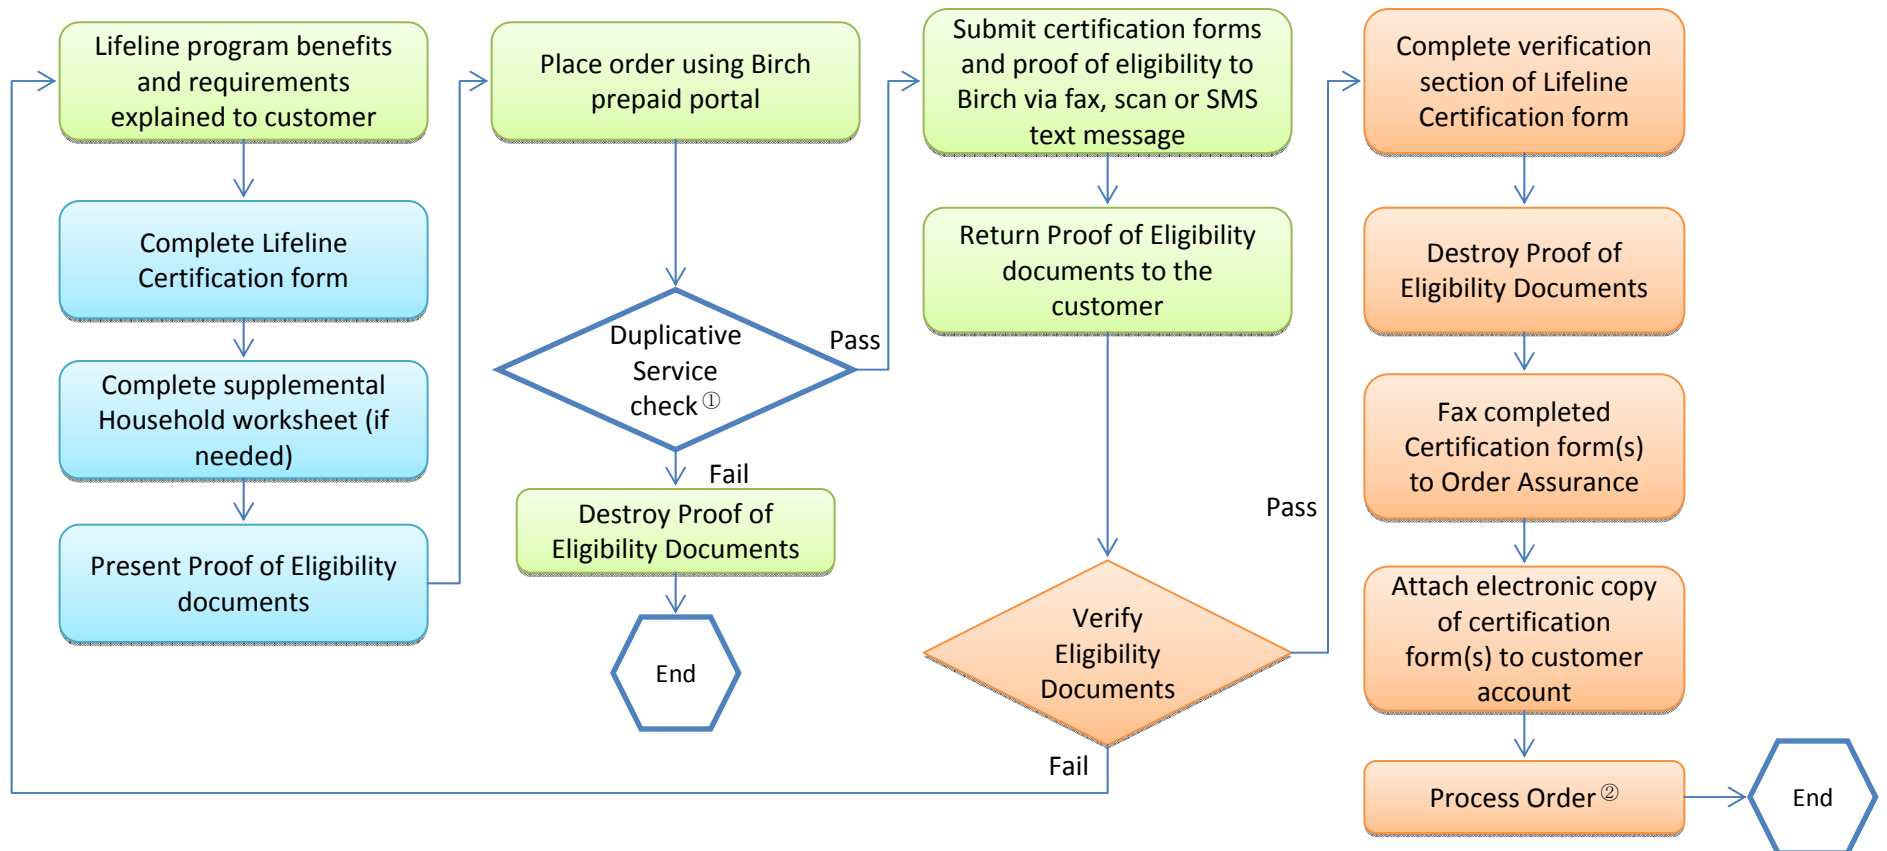 Lifeline program benefits
and requirements
explained to customer
Complete Lifeline
Certification form
Complete supplemental
Household worksheet (if
needed)
Present Proof of Eligibility
documents
Place order using Birch
prepaid portal
Duplicative
Service
check ①
Pass
Fail
Destroy Proof of
Eligibility Documents
End
Submit certification forms
and proof of eligibility to
Birch via fax, scan or SMS
text message
Return Proof of Eligibility
documents to the
customer
Verify
Eligibility
Documents
Pass
Fail
Complete verification
section of Lifeline
Certification form
Destroy Proof of
Eligibility Documents
Fax completed
Certification form(s)
to Order Assurance
Attach electronic copy
of certification
form(s) to customer
account
Process Order ②
End